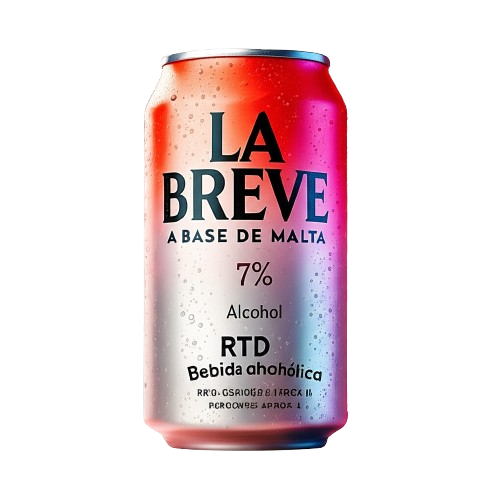 LA
BREVE
A BASE DE MALTA
7%
Alcohol
RTD
Bebida ahohólica